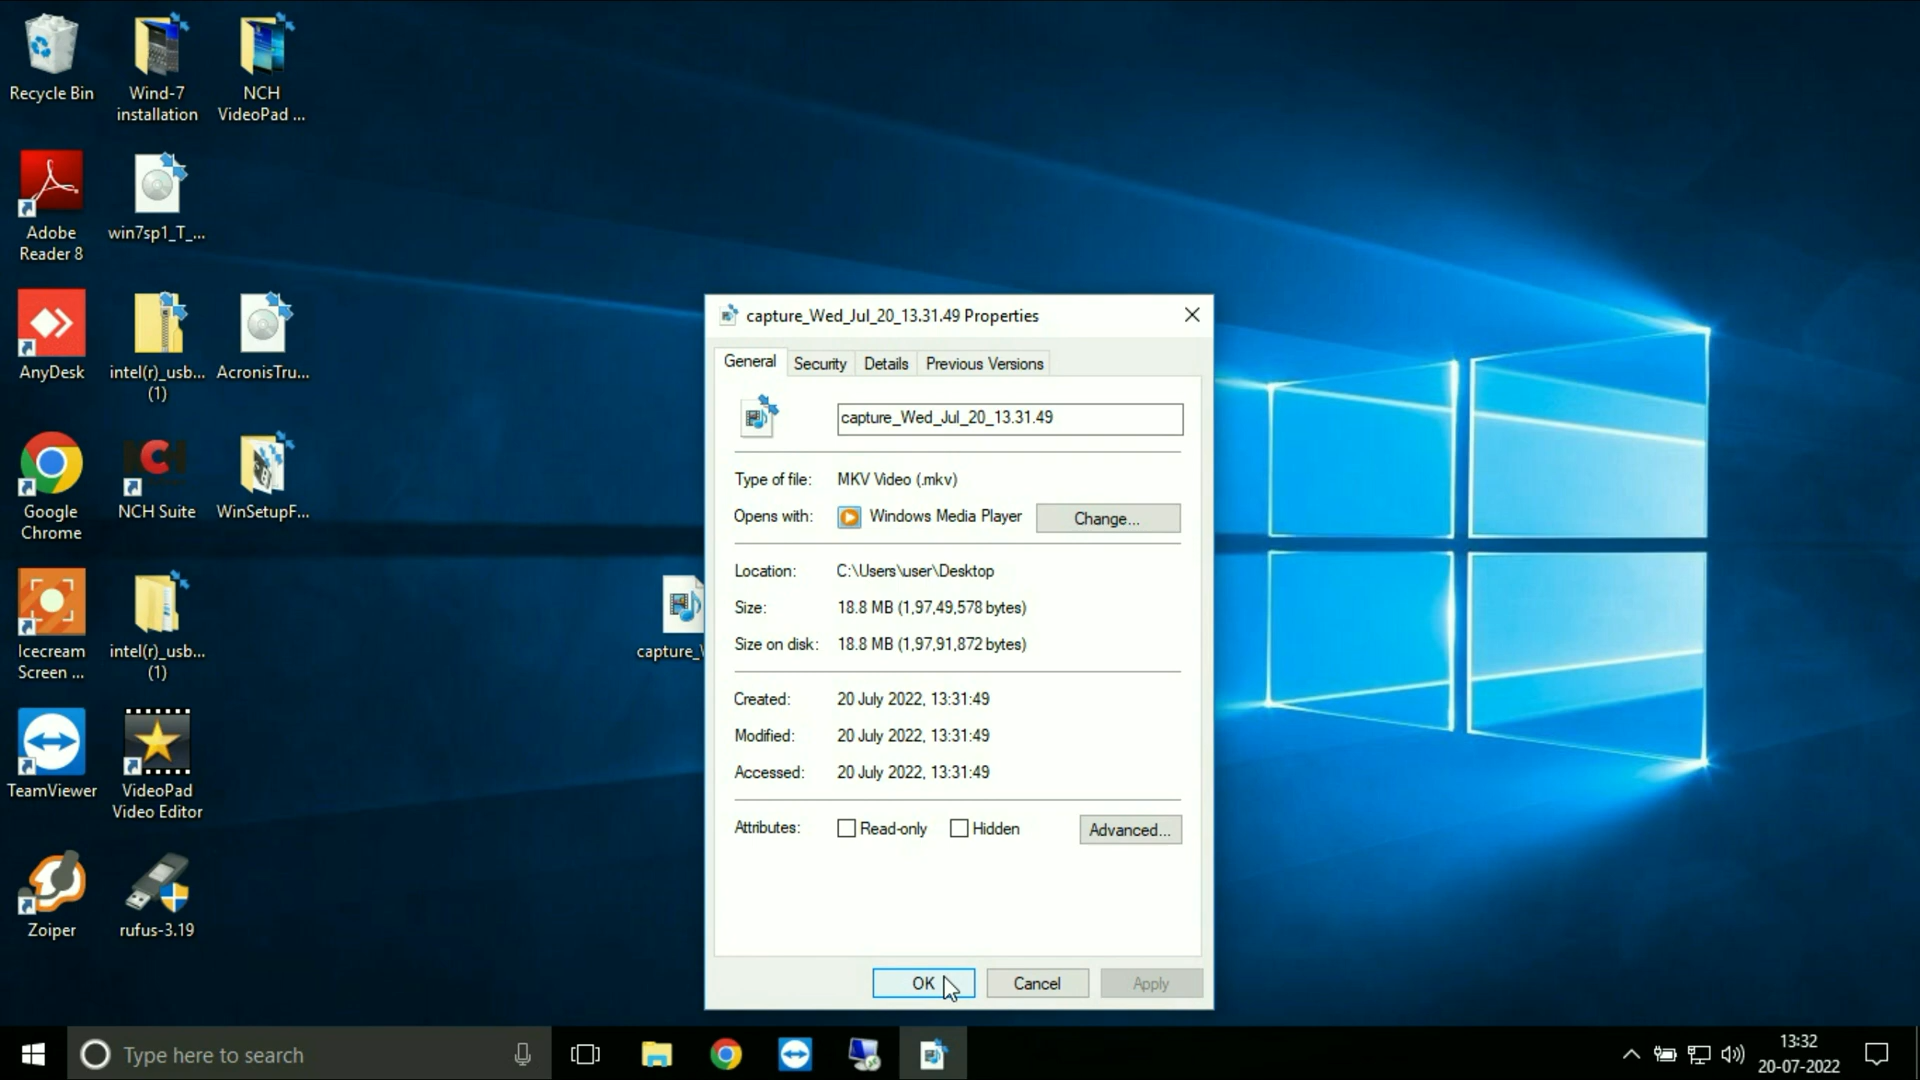 Recycle Bin
Wind-7
installation
NCH
VideoPad ...
Adobe
Reader 8
win7sp1_T_...
AnyDesk
intel(r)_usb...
(1)
AcronisTru...
Google
Chrome
NCH
NCH Suite
WinSetupF...
Icecream
Screen ...
intel(r)_usb...
(1)
TeamViewer
VideoPad
Video Editor
Zoiper
rufus-3.19
capture_
capture_Wed_Jul_20_13.31.49 Properties
General
Security
Details
Previous Versions
capture_Wed_Jul_20_13.31.49
Type of file: MKV Video (.mkv)
Opens with: Windows Media Player Change...
Location: C:\Users\user\Desktop
Size: 18.8 MB (1,97,49,578 bytes)
Size on disk: 18.8 MB (1,97,91,872 bytes)
Created: 20 July 2022, 13:31:49
Modified: 20 July 2022, 13:31:49
Accessed: 20 July 2022, 13:31:49
Attributes: Read-only Hidden Advanced...
OK Cancel Apply
Type here to search
13:32
20-07-2022